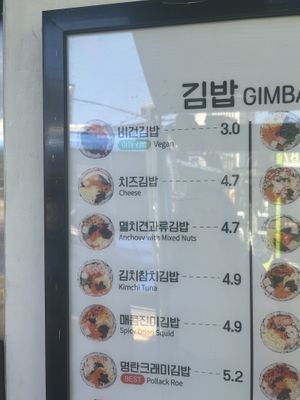 김밥 GIMBA
비건김밥 3.0
Vegan
치즈김밥 4.7
Cheese
멸치견과류김밥 4.7
Anchovy with Mixed Nuts
김치참치김밥 4.9
Kimchi Tuna
매콤진미김밥 4.9
Spicy Dried Squid
명란크래미김밥 5.2
BEST Pollack Roe